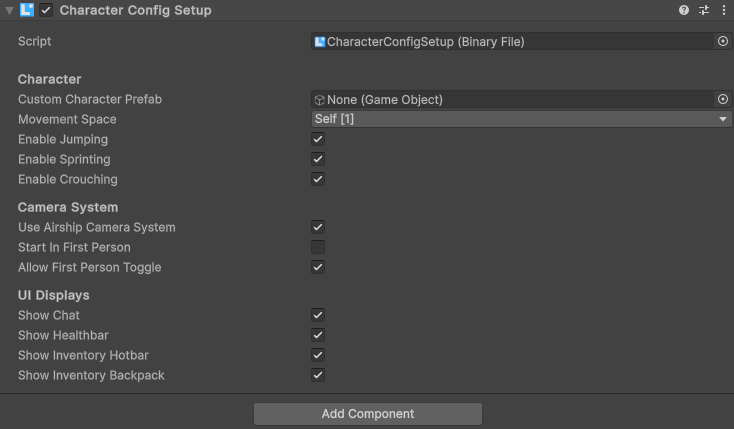 Character Config Setup
Script CharacterConfigSetup (Binary File)
Character
Custom Character Prefab None (Game Object)
Movement Space Self [1]
Enable Jumping
Enable Sprinting
Enable Crouching
Camera System
Use Airship Camera System
Start In First Person
Allow First Person Toggle
UI Displays
Show Chat
Show Healthbar
Show Inventory Hotbar
Show Inventory Backpack
Add Component